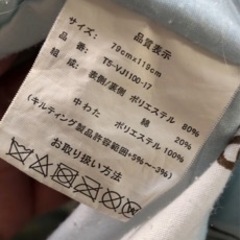 品質表示
サイズ: 79cmx119cm
品番: TS-VJ1100-17
組成: 表側/裏側 ポリエステル 80%
綿 20%
中わた ポリエステル 100%
(キルティング製品許容範囲+5%~-3%)
お取り扱い方法